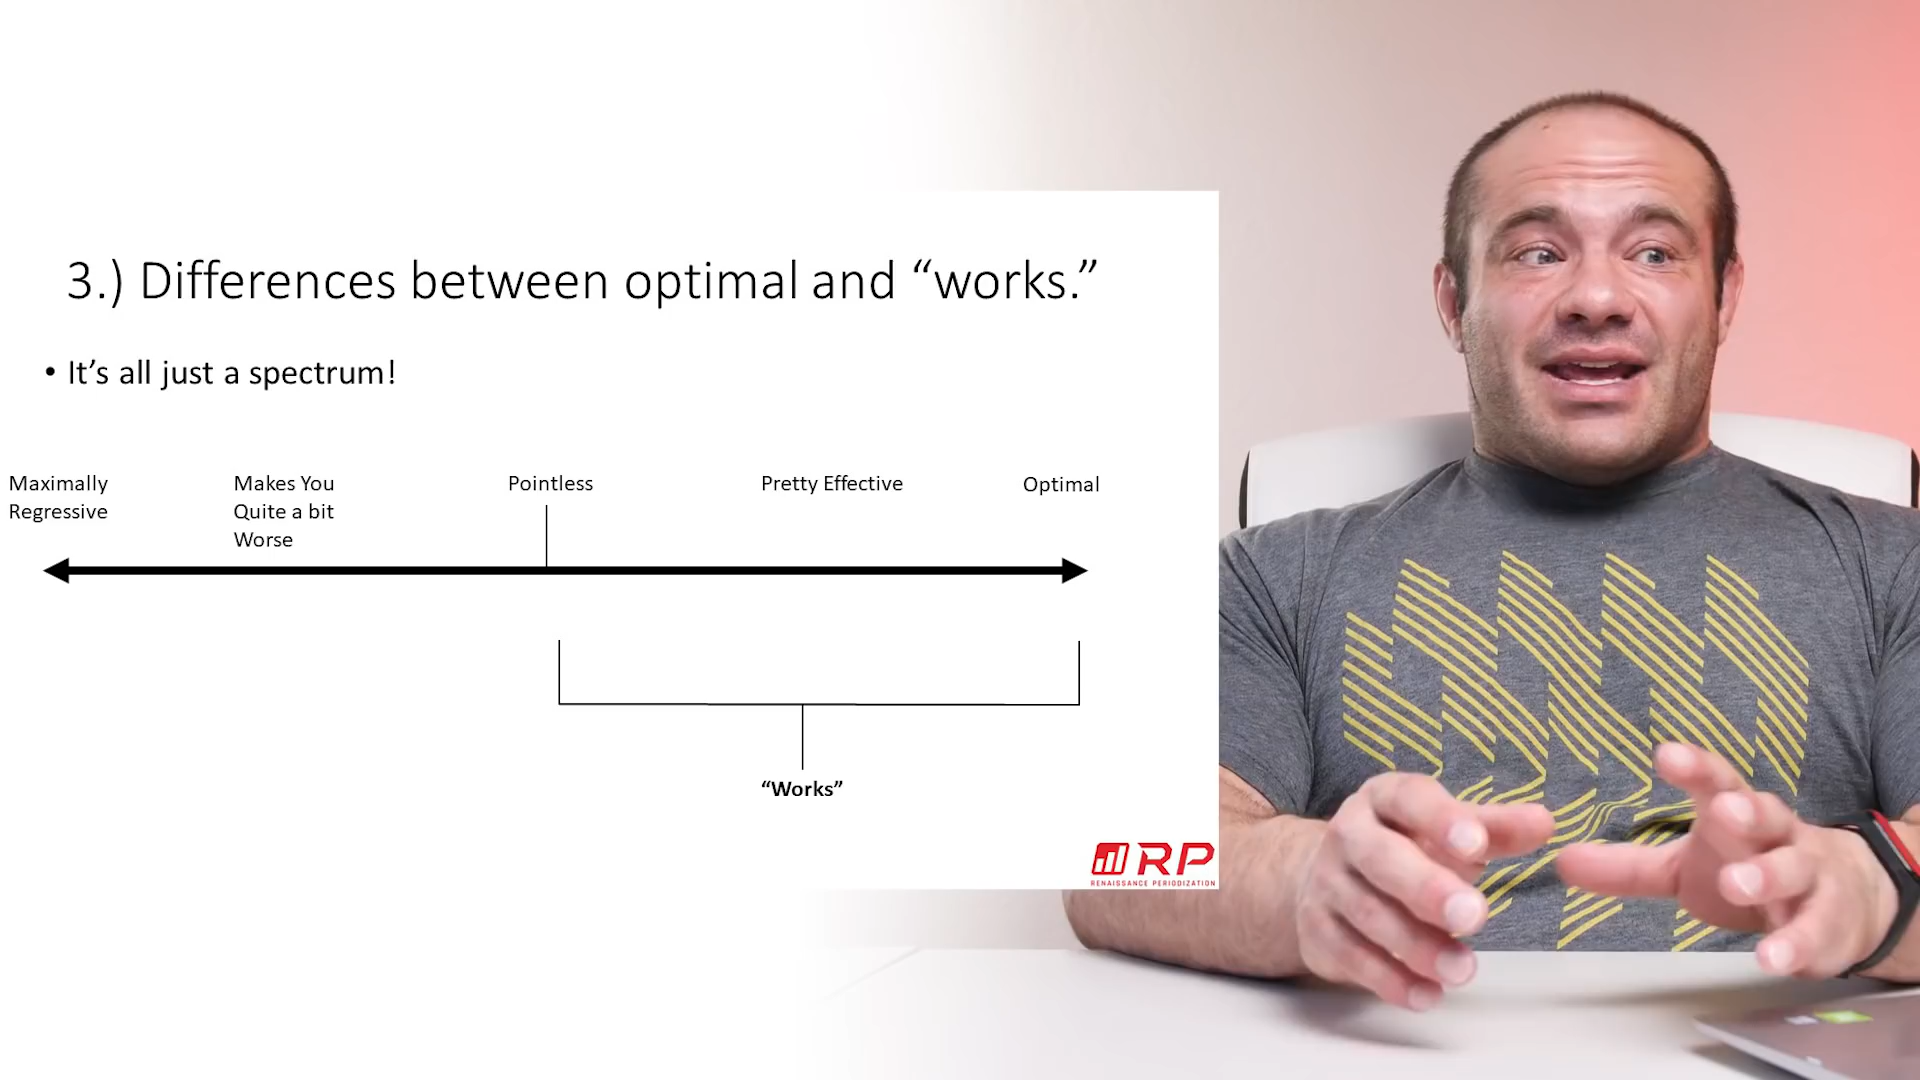 3.) Differences between optimal and “works.”
• It’s all just a spectrum!
Maximally
Regressive
Makes You
Quite a bit
Worse
Pointless
Pretty Effective
Optimal
“Works”
RP
RENAISSANCE PERIODIZATION